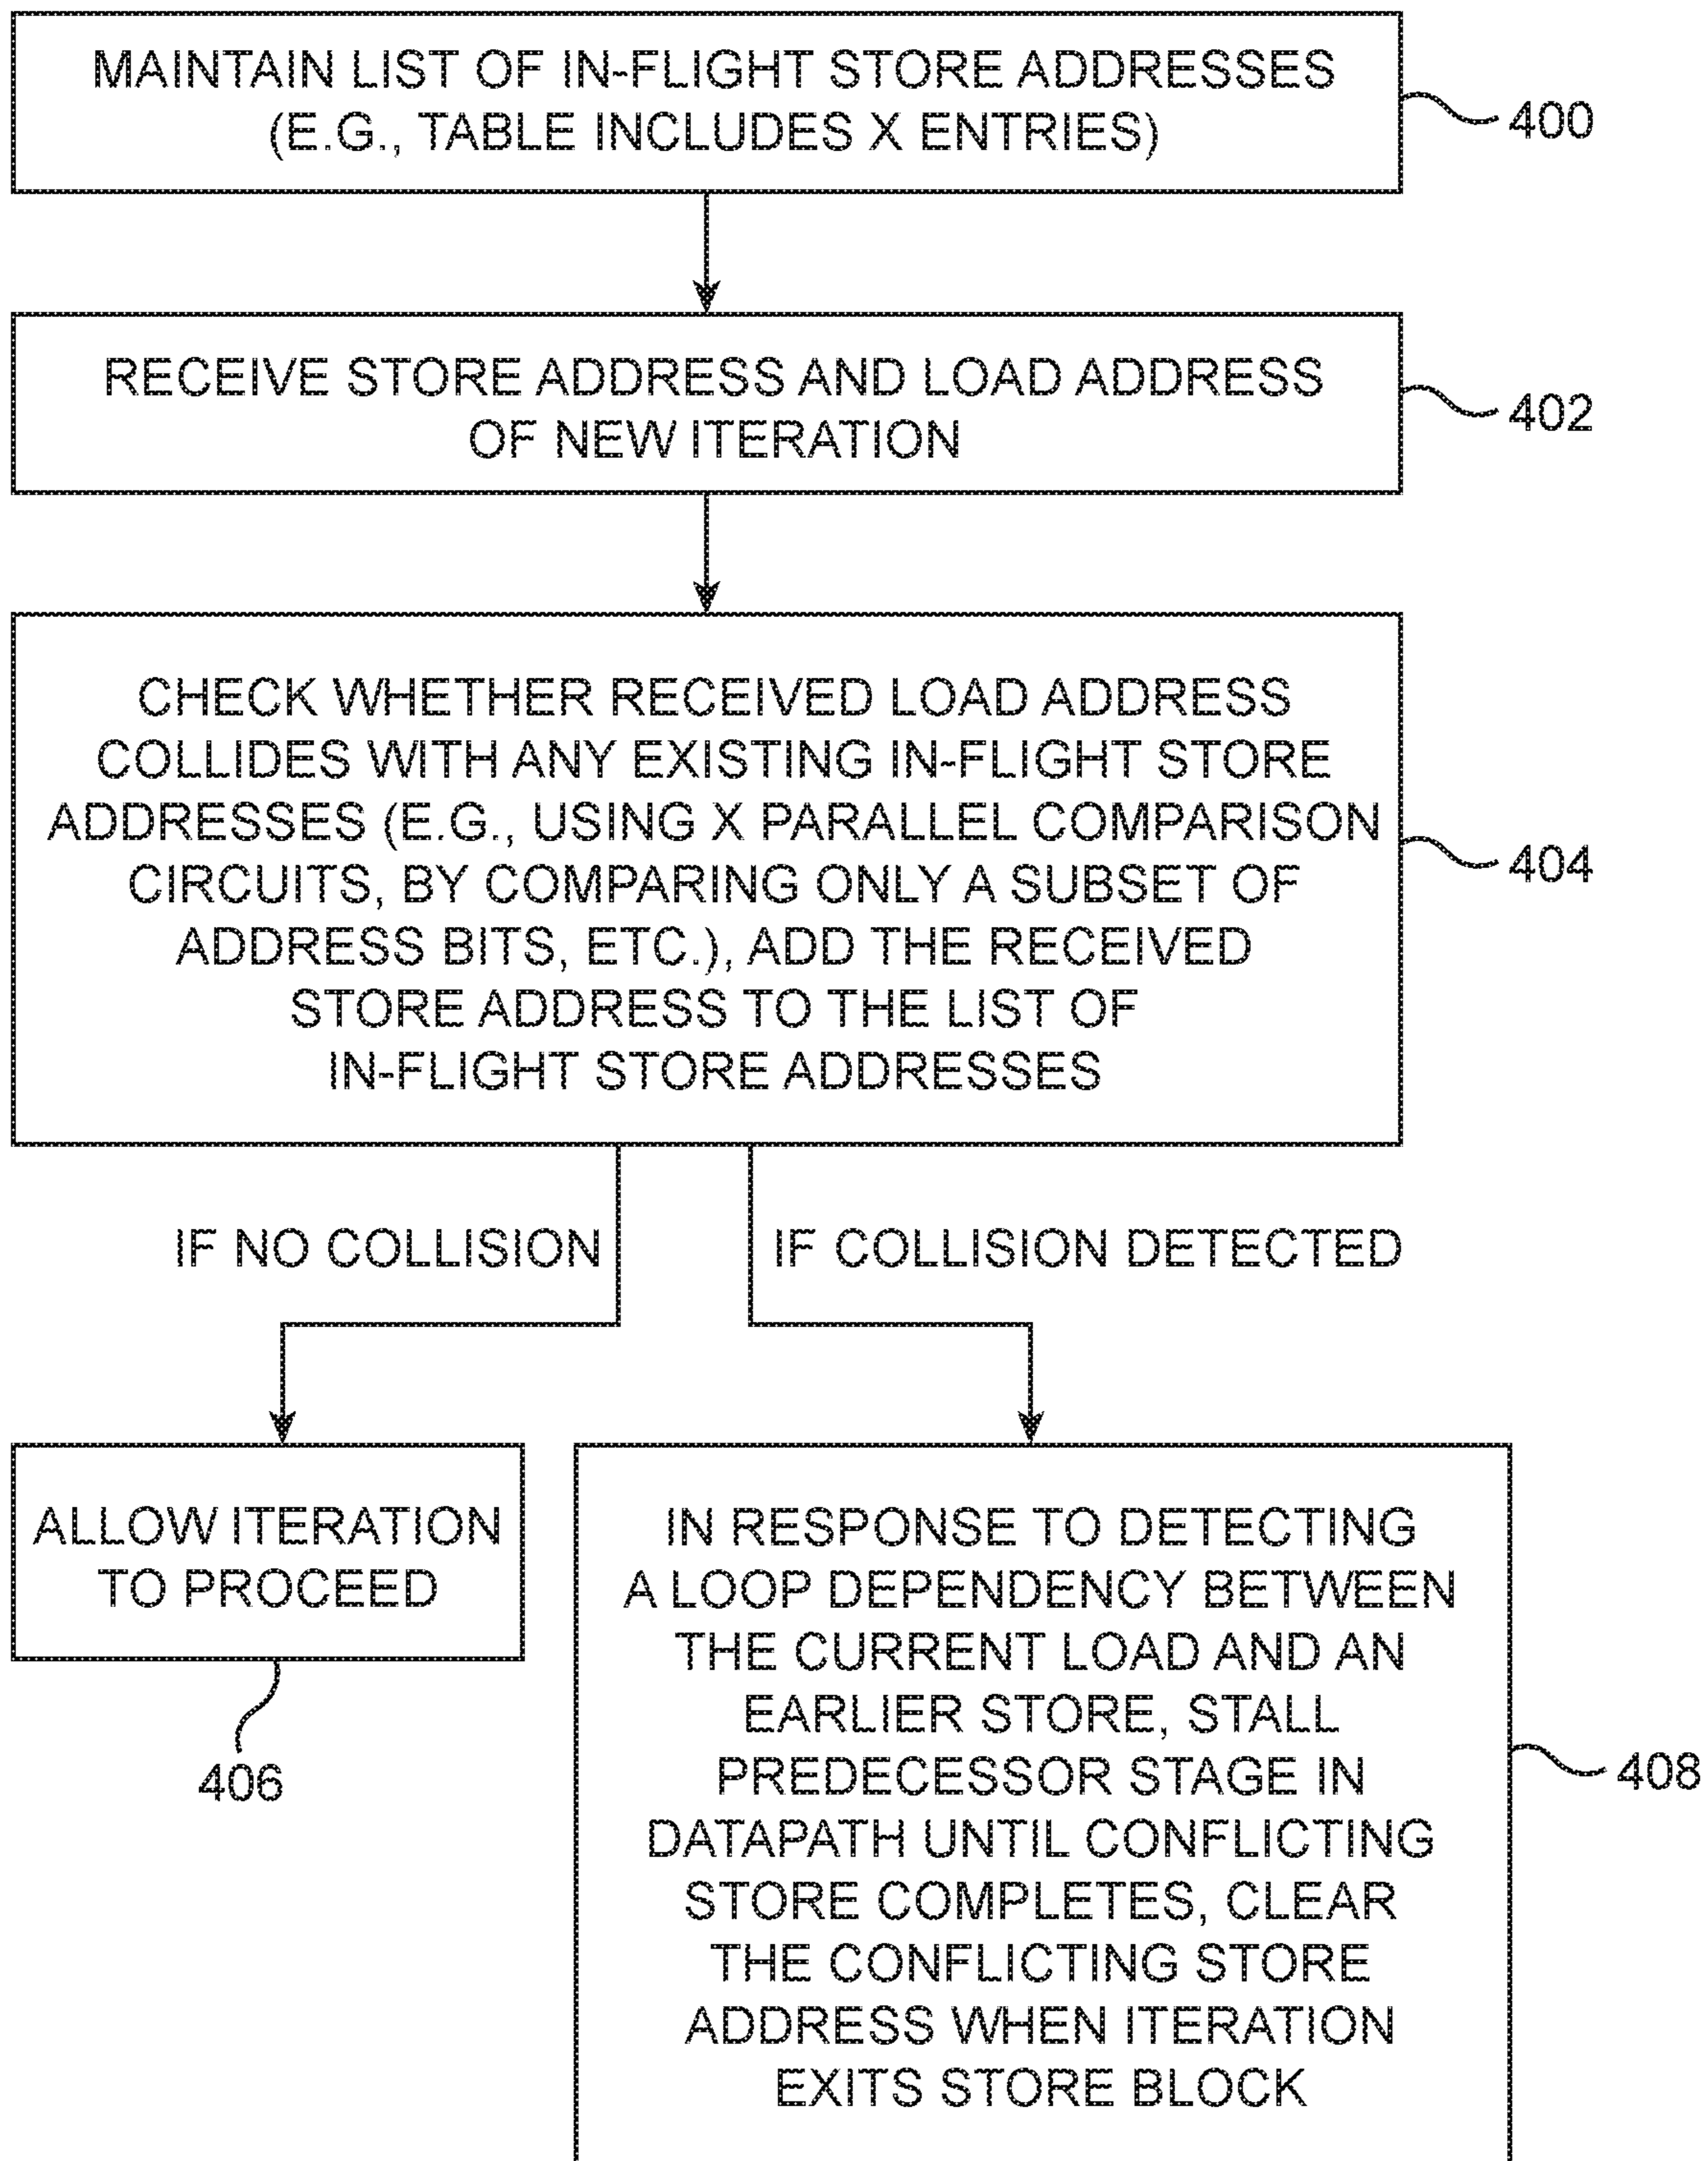 MAINTAIN LIST OF IN-FLIGHT STORE ADDRESSES
(E.G., TABLE INCLUDES X ENTRIES)
400
RECEIVE STORE ADDRESS AND LOAD ADDRESS
OF NEW ITERATION
402
CHECK WHETHER RECEIVED LOAD ADDRESS
COLLIDES WITH ANY EXISTING IN-FLIGHT STORE
ADDRESSES (E.G., USING X PARALLEL COMPARISON
CIRCUITS, BY COMPARING ONLY A SUBSET OF
ADDRESS BITS, ETC.), ADD THE RECEIVED
STORE ADDRESS TO THE LIST OF
IN-FLIGHT STORE ADDRESSES
404
IF NO COLLISION
IF COLLISION DETECTED
ALLOW ITERATION
TO PROCEED
406
IN RESPONSE TO DETECTING
A LOOP DEPENDENCY BETWEEN
THE CURRENT LOAD AND AN
EARLIER STORE, STALL
PREDECESSOR STAGE IN
DATAPATH UNTIL CONFLICTING
STORE COMPLETES, CLEAR
THE CONFLICTING STORE
ADDRESS WHEN ITERATION
EXITS STORE BLOCK
408